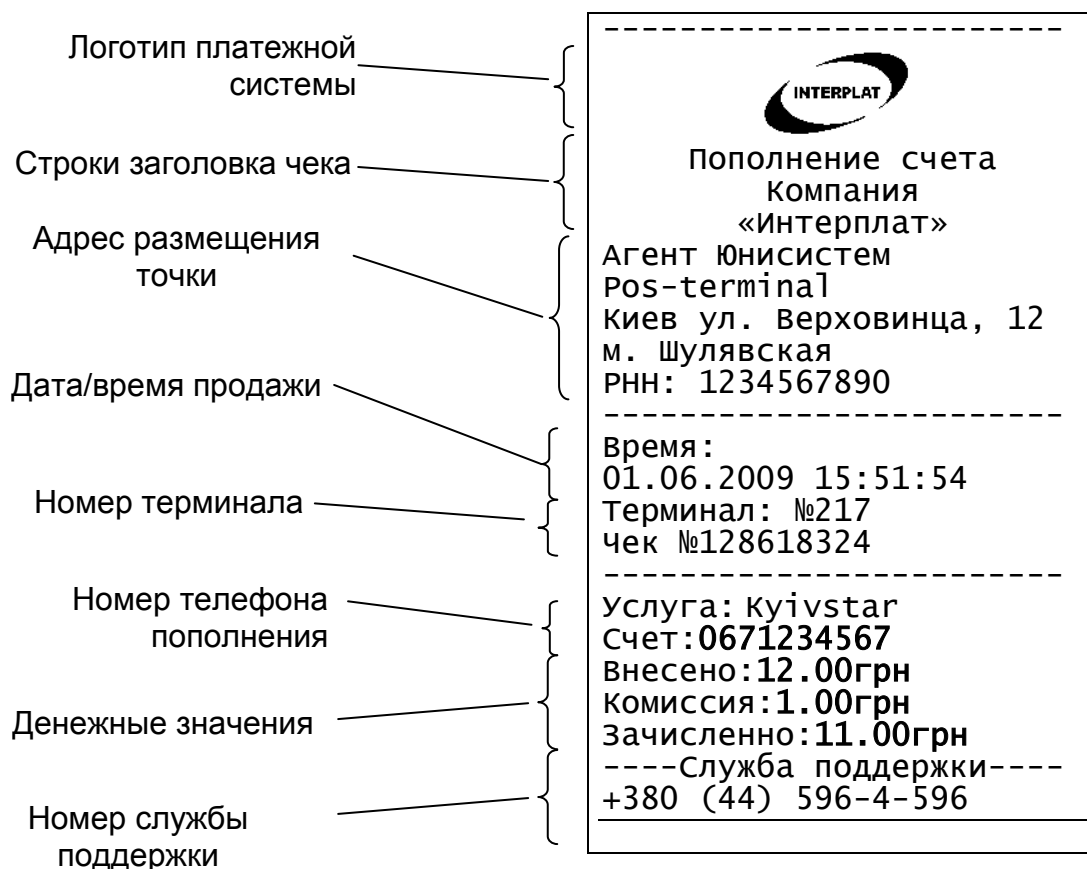 Логотип платежной
системы
Строки заголовка чека
Адрес размещения
точки
Дата/время продажи
Номер терминала
Номер телефона
пополнения
Денежные значения
Номер службы
поддержки
------------------------
INTERPLAT
Пополнение счета
Компания
«Интерплат»
Агент Юнисистем
Pos-terminal
Киев ул. Верховинца, 12
м. Шулявская
РНН: 1234567890
------------------------
Время:
01.06.2009 15:51:54
Терминал: №217
Чек №128618324
------------------------
Услуга: Kyivstar
Счет:0671234567
Внесено:12.00грн
Комиссия:1.00грн
Зачисленно:11.00грн
----Служба поддержки----
+380 (44) 596-4-596